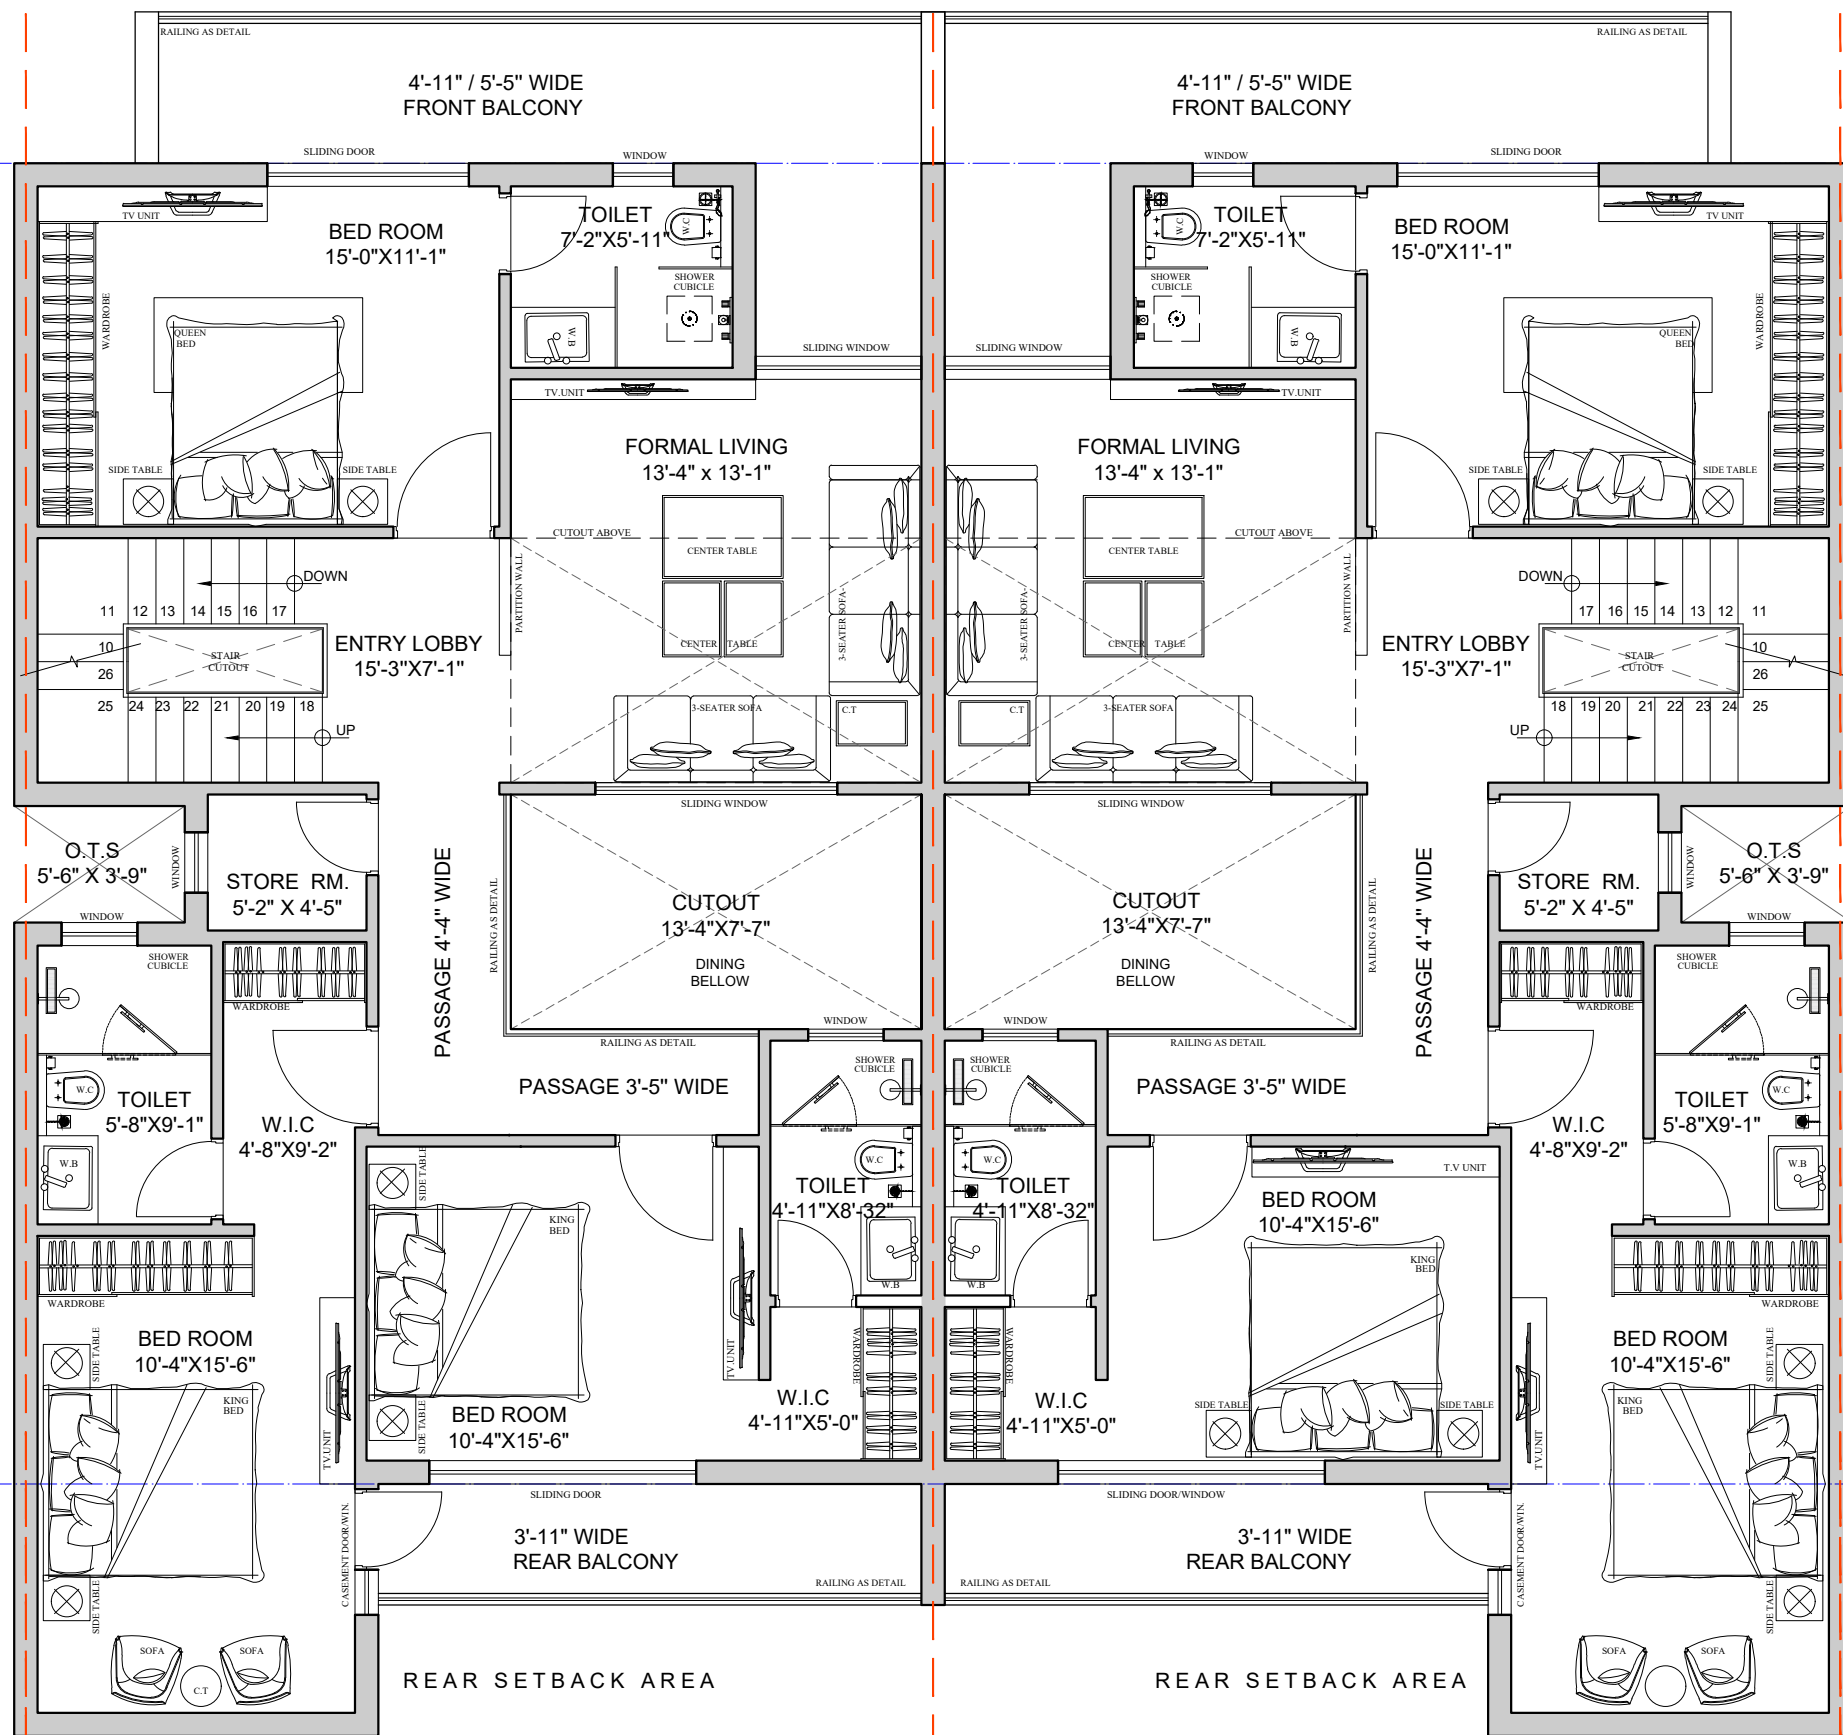 RAILING AS DETAIL
RAILING AS DETAIL
4'-11" / 5'-5" WIDE
FRONT BALCONY
4'-11" / 5'-5" WIDE
FRONT BALCONY
SLIDING DOOR
WINDOW
WINDOW
SLIDING DOOR
TV UNIT
BED ROOM
15'-0"X11'-1"
TOILET
7'-2"X5'-11"
W.C
SHOWER
CUBICLE
W.B
WARDROBE
QUEEN
BED
SIDE TABLE
SIDE TABLE
TOILET
7'-2"X5'-11"
W.C
SHOWER
CUBICLE
W.B
BED ROOM
15'-0"X11'-1"
TV UNIT
WARDROBE
QUEEN
BED
SIDE TABLE
SIDE TABLE
SLIDING WINDOW
SLIDING WINDOW
TV.UNIT
TV.UNIT
FORMAL LIVING
13'-4" x 13'-1"
FORMAL LIVING
13'-4" x 13'-1"
CUTOUT ABOVE
CUTOUT ABOVE
CENTER TABLE
CENTER TABLE
CENTER TABLE
CENTER TABLE
PARTITION WALL
PARTITION WALL
3-SEATER SOFA
3-SEATER SOFA
3-SEATER SOFA
3-SEATER SOFA
C.T
C.T
DOWN
11 12 13 14 15 16 17
10
26
STAIR
CUTOUT
25 24 23 22 21 20 19 18
UP
ENTRY LOBBY
15'-3"X7'-1"
ENTRY LOBBY
15'-3"X7'-1"
DOWN
17 16 15 14 13 12 11
10
26
STAIR
CUTOUT
18 19 20 21 22 23 24 25
UP
SLIDING WINDOW
SLIDING WINDOW
O.T.S
5'-6" X 3'-9"
WINDOW
WINDOW
STORE RM.
5'-2" X 4'-5"
PASSAGE 4'-4" WIDE
RAILING AS DETAIL
CUTOUT
13'-4"X7'-7"
DINING
BELLOW
CUTOUT
13'-4"X7'-7"
DINING
BELLOW
RAILING AS DETAIL
PASSAGE 4'-4" WIDE
STORE RM.
5'-2" X 4'-5"
WINDOW
O.T.S
5'-6" X 3'-9"
WINDOW
SHOWER
CUBICLE
WARDROBE
SHOWER
CUBICLE
WARDROBE
WINDOW
WINDOW
RAILING AS DETAIL
RAILING AS DETAIL
PASSAGE 3'-5" WIDE
PASSAGE 3'-5" WIDE
SHOWER
CUBICLE
SHOWER
CUBICLE
W.C
TOILET
5'-8"X9'-1"
W.B
W.I.C
4'-8"X9'-2"
W.C
TOILET
4'-11"X8'-32"
W.B
W.C
TOILET
4'-11"X8'-32"
W.B
W.I.C
4'-8"X9'-2"
W.C
TOILET
5'-8"X9'-1"
W.B
SIDE TABLE
KING
BED
TV.UNIT
SIDE TABLE
BED ROOM
10'-4"X15'-6"
T.V UNIT
BED ROOM
10'-4"X15'-6"
KING
BED
SIDE TABLE
SIDE TABLE
WARDROBE
W.I.C
4'-11"X5'-0"
WARDROBE
W.I.C
4'-11"X5'-0"
WARDROBE
BED ROOM
10'-4"X15'-6"
SIDE TABLE
KING
BED
TV.UNIT
SIDE TABLE
WARDROBE
BED ROOM
10'-4"X15'-6"
SIDE TABLE
KING
BED
TV.UNIT
SIDE TABLE
SLIDING DOOR
SLIDING DOOR/WINDOW
CASEMENT DOOR/WIN.
CASEMENT DOOR/WIN.
3'-11" WIDE
REAR BALCONY
3'-11" WIDE
REAR BALCONY
RAILING AS DETAIL
RAILING AS DETAIL
SOFA
SOFA
C.T
SOFA
SOFA
REAR SETBACK AREA
REAR SETBACK AREA